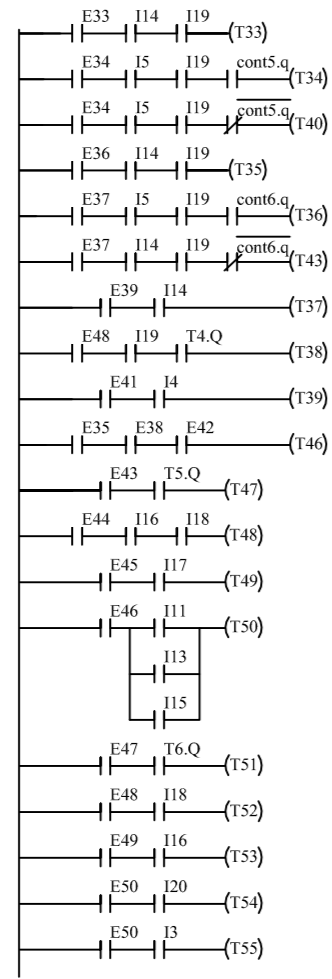 E33 I14 I19 (T33)
E34 I5 I19 cont5.q (T34)
E34 I5 I19 cont5.q (T40)
E36 I14 I19 (T35)
E37 I5 I19 cont6.q (T36)
E37 I14 I19 cont6.q (T43)
E39 I14 (T37)
E48 I19 T4.Q (T38)
E41 I4 (T39)
E35 E38 E42 (T46)
E43 T5.Q (T47)
E44 I16 I18 (T48)
E45 I17 (T49)
E46 I11 (T50)
I13
I15
E47 T6.Q (T51)
E48 I18 (T52)
E49 I16 (T53)
E50 I20 (T54)
E50 I3 (T55)